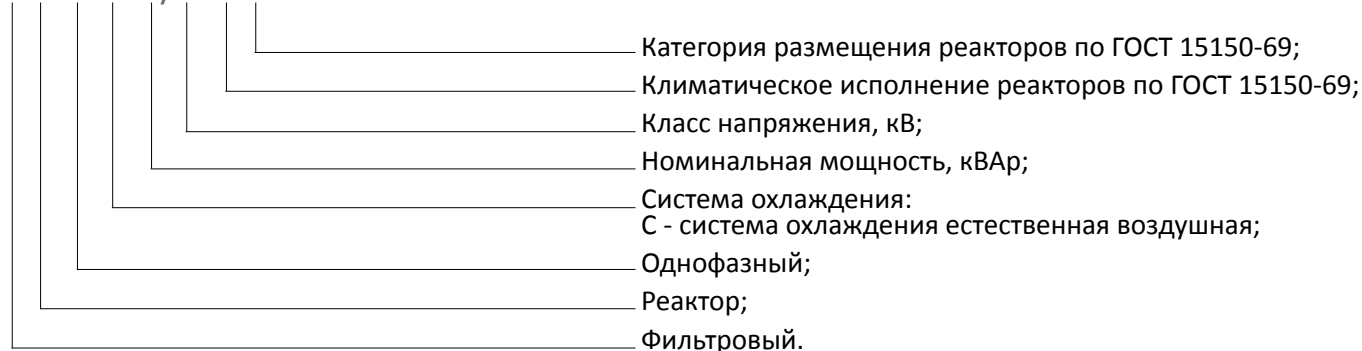 Категория размещения реакторов по ГОСТ 15150-69;
Климатическое исполнение реакторов по ГОСТ 15150-69;
Класс напряжения, кВ;
Номинальная мощность, кВАр;
Система охлаждения:
С - система охлаждения естественная воздушная;
Однофазный;
Реактор;
Фильтровый.